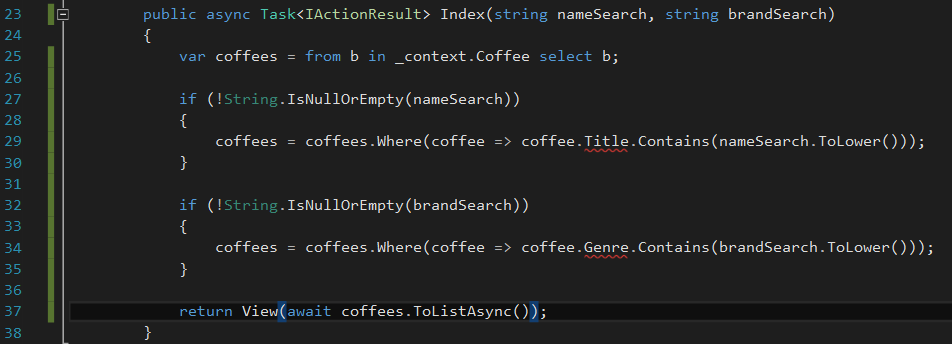 23 public async Task<IActionResult> Index(string nameSearch, string brandSearch)
24 {
25 var coffees = from b in _context.Coffee select b;
26
27 if (!String.IsNullOrEmpty(nameSearch))
28 {
29 coffees = coffees.Where(coffee => coffee.Title.Contains(nameSearch.ToLower()));
30 }
31
32 if (!String.IsNullOrEmpty(brandSearch))
33 {
34 coffees = coffees.Where(coffee => coffee.Genre.Contains(brandSearch.ToLower()));
35 }
36
37 return View(await coffees.ToListAsync());
38 }